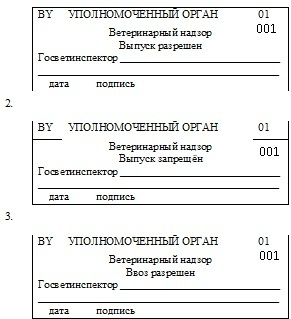 BY УПОЛНОМОЧЕННЫЙ ОРГАН 01
001
Ветеринарный надзор
Выпуск разрешен
Госветинспектор
дата подпись
2.
BY УПОЛНОМОЧЕННЫЙ ОРГАН 01
001
Ветеринарный надзор
Выпуск запрещён
Госветинспектор
дата подпись
3.
BY УПОЛНОМОЧЕННЫЙ ОРГАН 01
001
Ветеринарный надзор
Ввоз разрешен
Госветинспектор
дата подпись